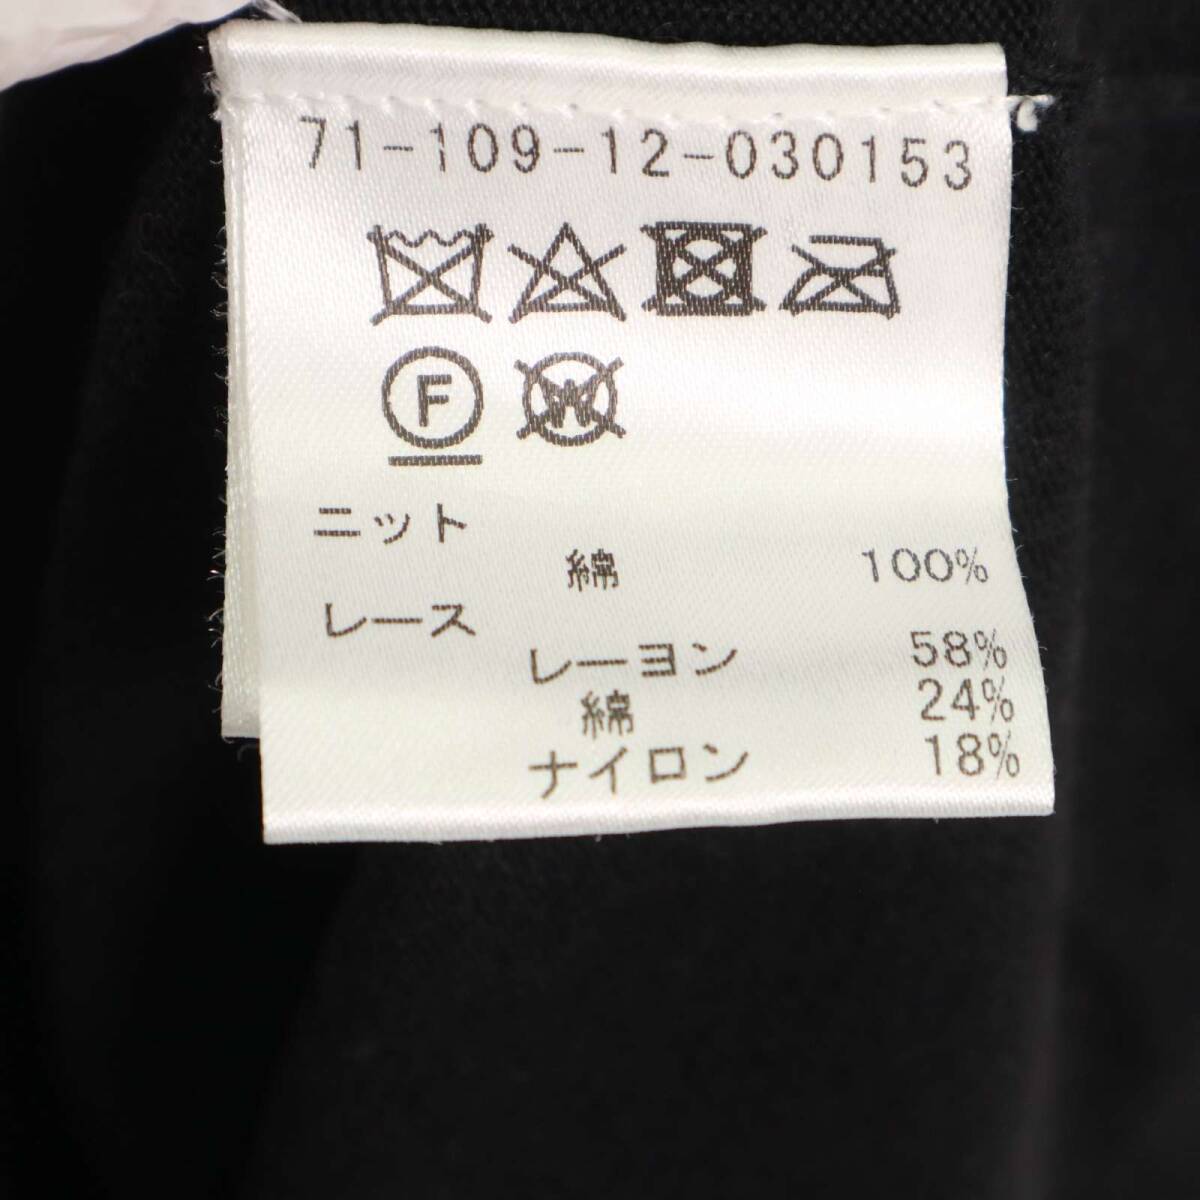 71-109-12-030153
F
W
ニット
綿 100%
レース
レーヨン 58%
綿 24%
ナイロン 18%